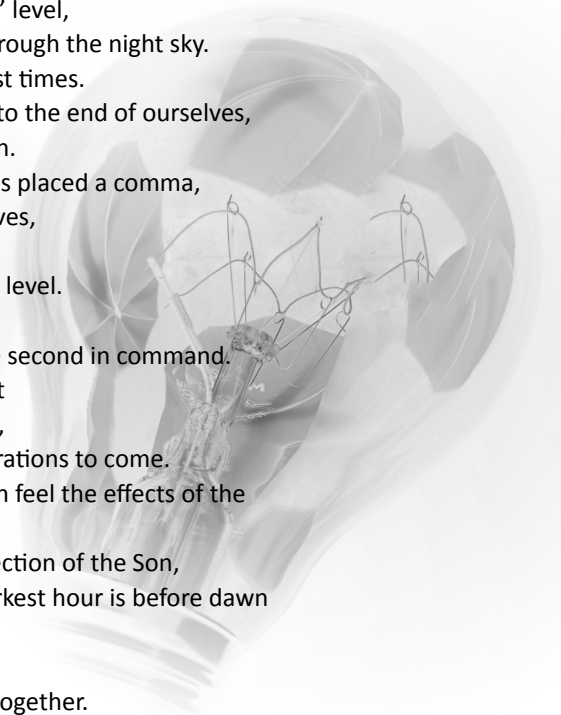 level,
rough the night sky.
st times.
to the end of ourselves,
n.
s placed a comma,
ves,
level.
second in command.
t
,
rations to come.
n feel the effects of the
ction of the Son,
rkest hour is before dawn
ogether.